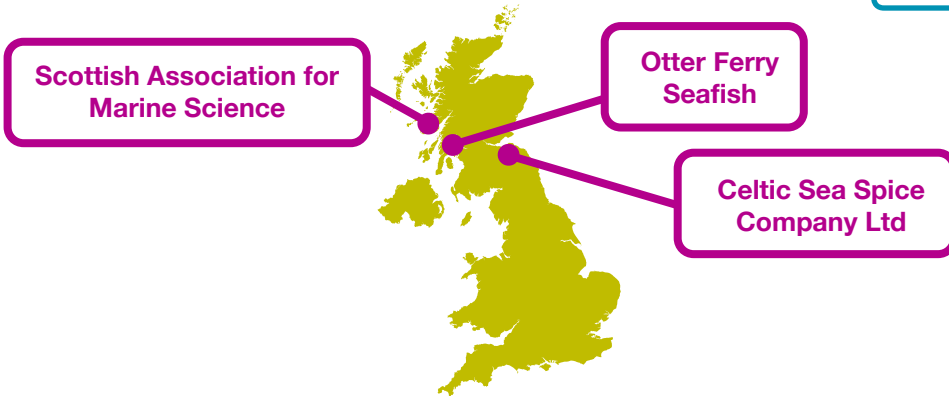 Scottish Association for
Marine Science
Otter Ferry
Seafish
Celtic Sea Spice
Company Ltd